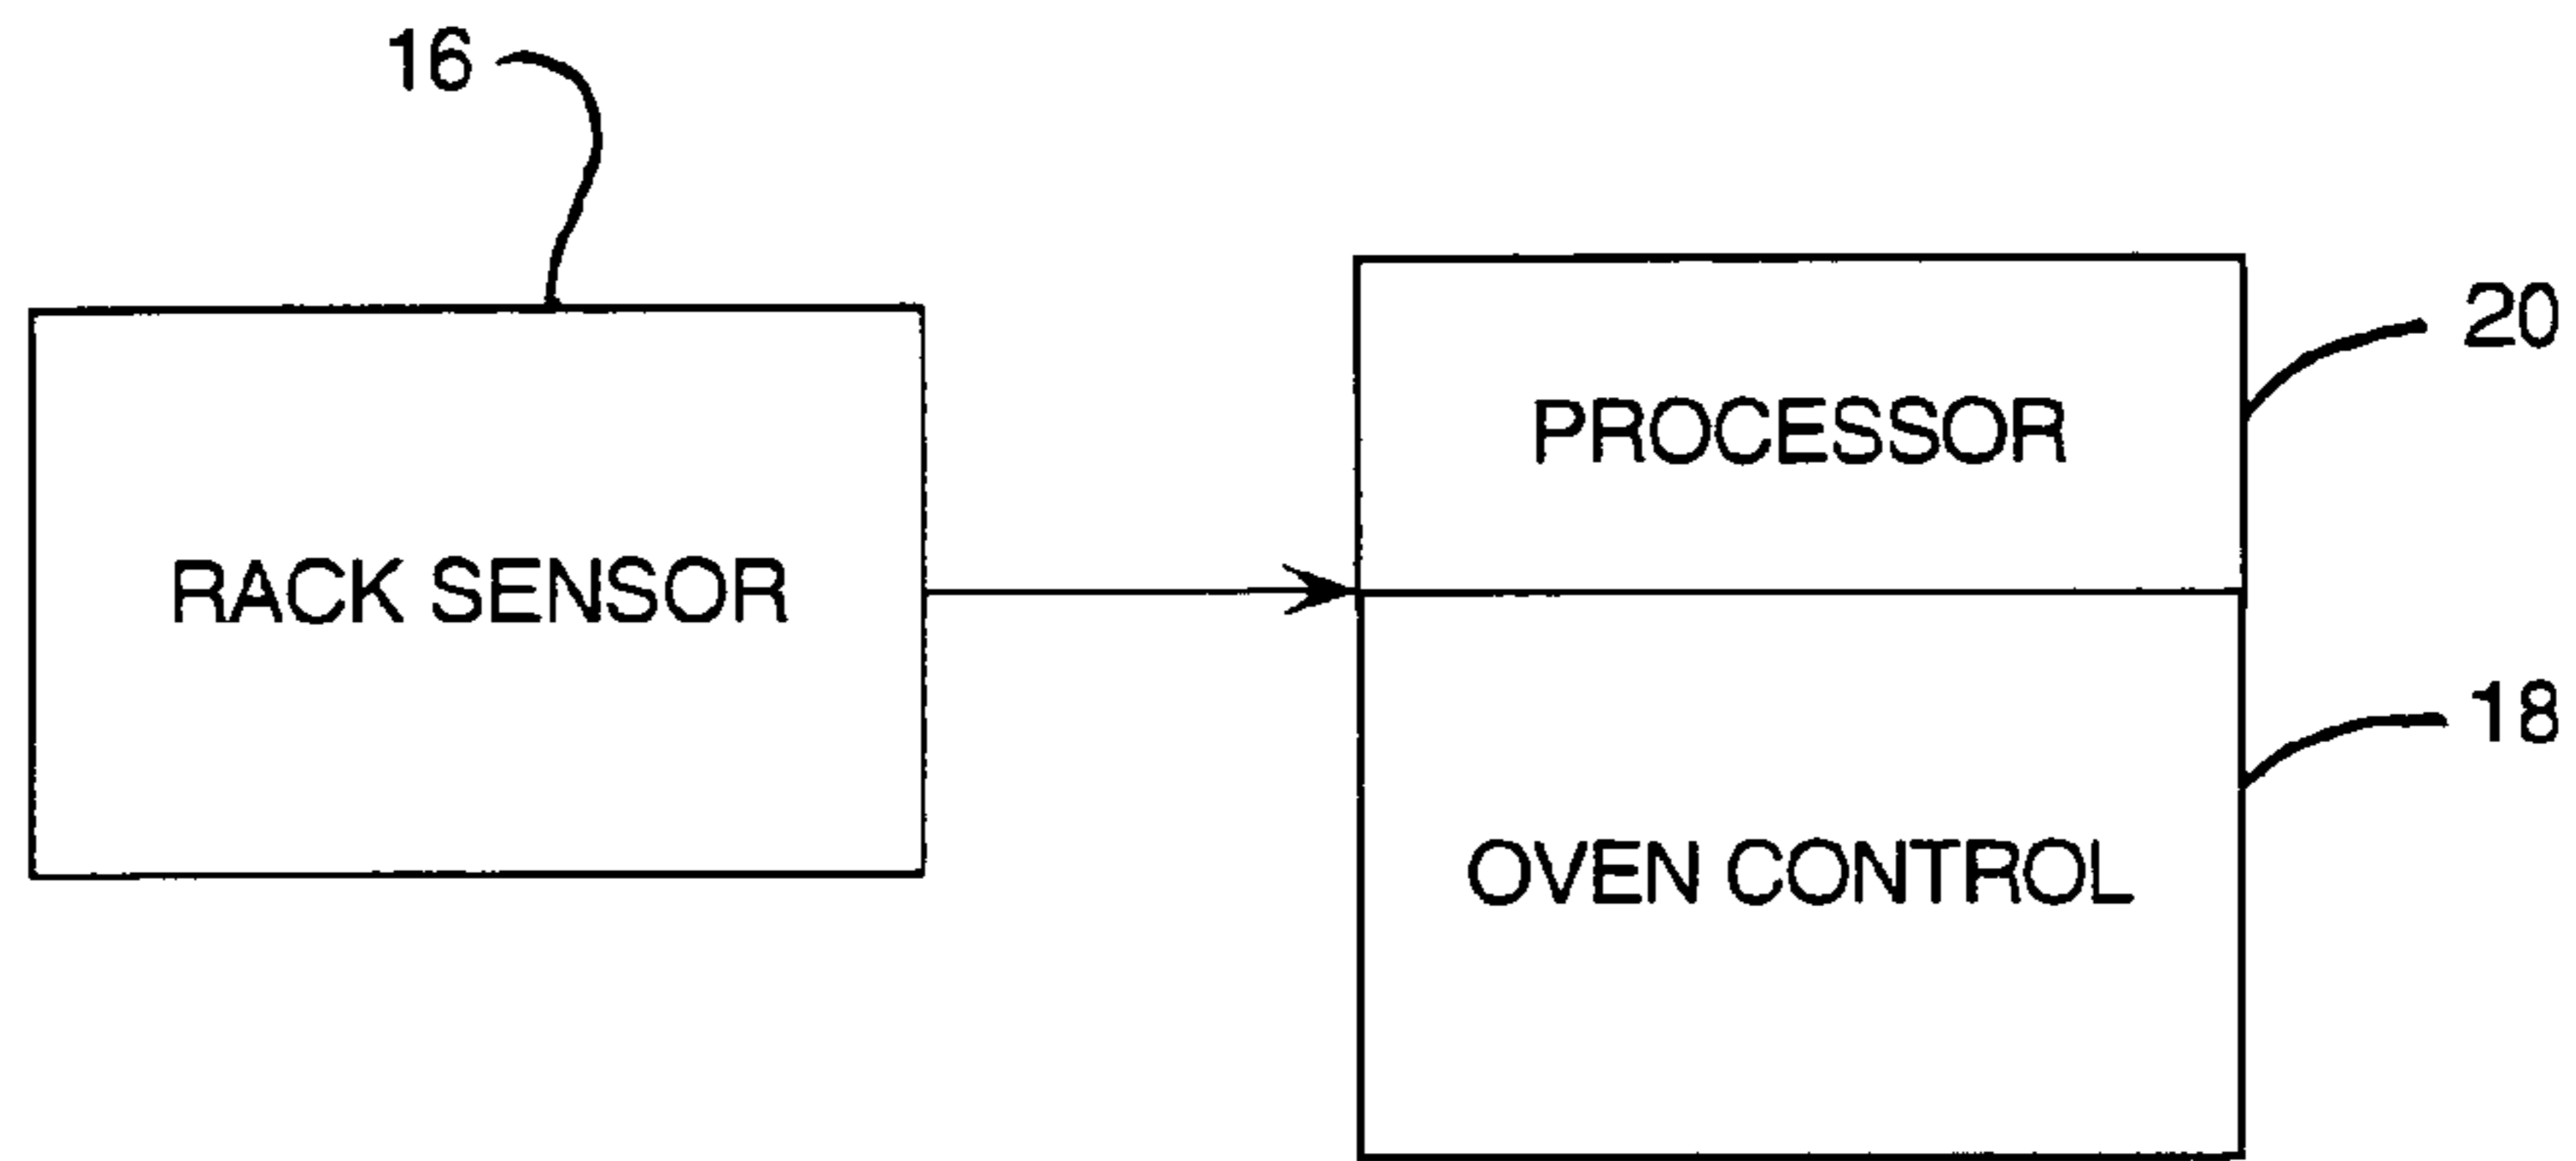 16
20
PROCESSOR
RACK SENSOR
18
OVEN CONTROL